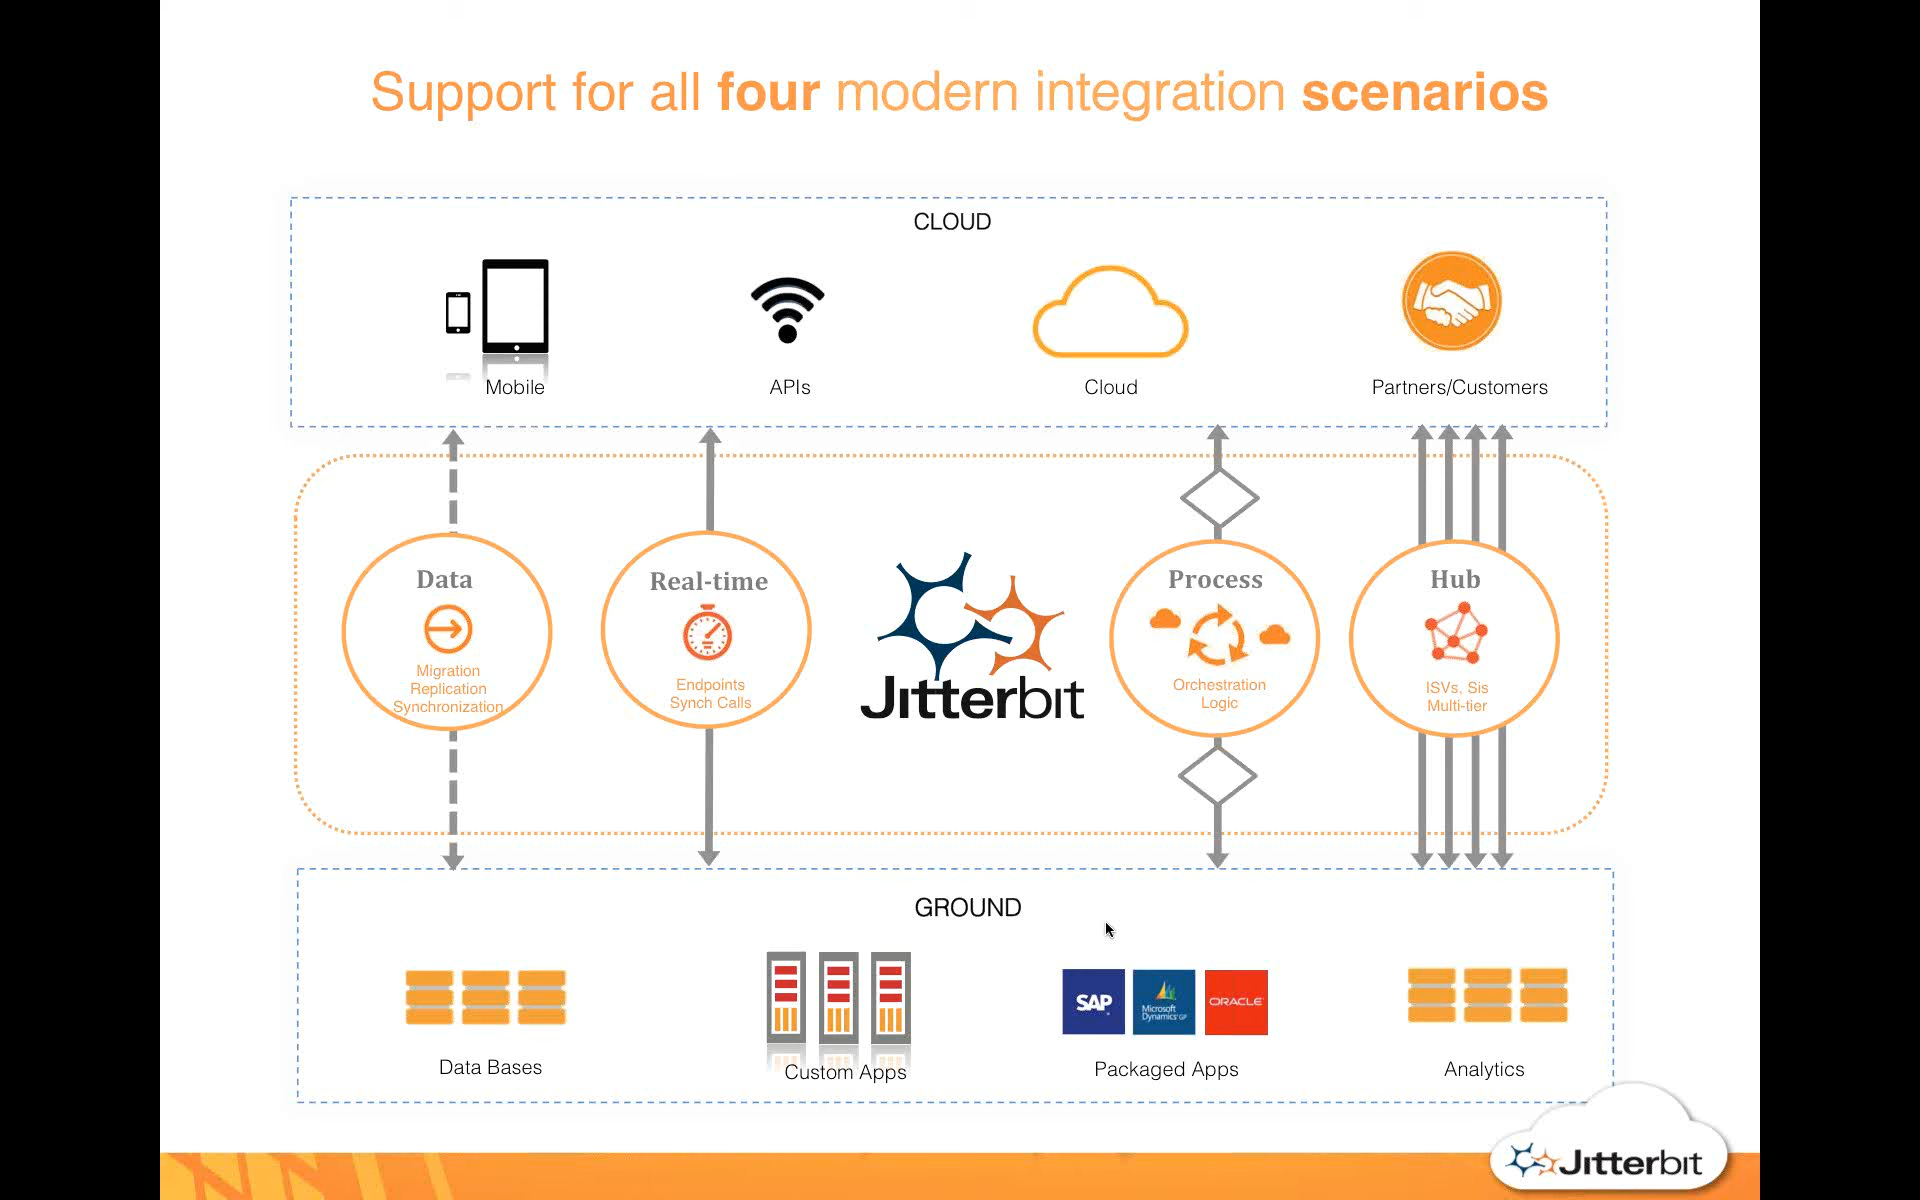 Support for all four modern integration scenarios
CLOUD
Mobile
APIs
Cloud
Partners/Customers
Data
Migration
Replication
Synchronization
Real-time
Endpoints
Synch Calls
Jitterbit
Process
Orchestration
Logic
Hub
ISVs, Sis
Multi-tier
GROUND
SAP
Microsoft
Dynamics GP
ORACLE
Data Bases
Custom Apps
Packaged Apps
Analytics
Jitterbit